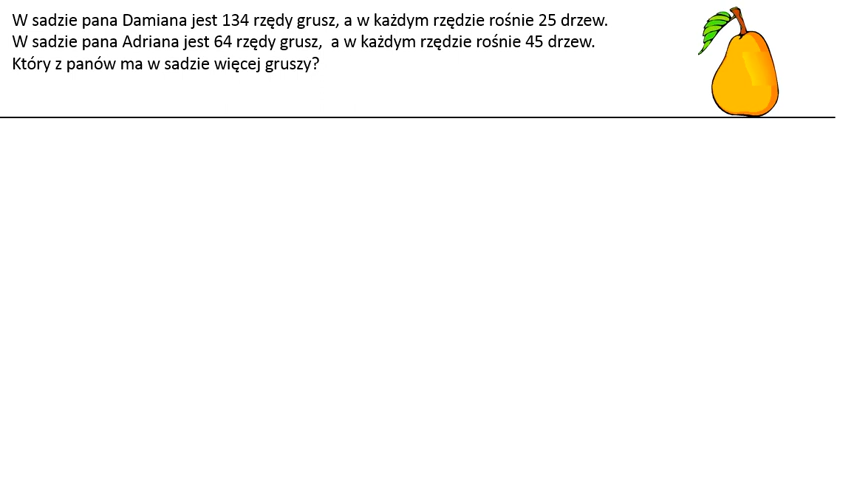 W sadzie pana Damiana jest 134 rzędy grusz, a w każdym rzędzie rośnie 25 drzew.
W sadzie pana Adriana jest 64 rzędy grusz,  a w każdym rzędzie rośnie 45 drzew.
Który z panów ma w sadzie więcej gruszy?